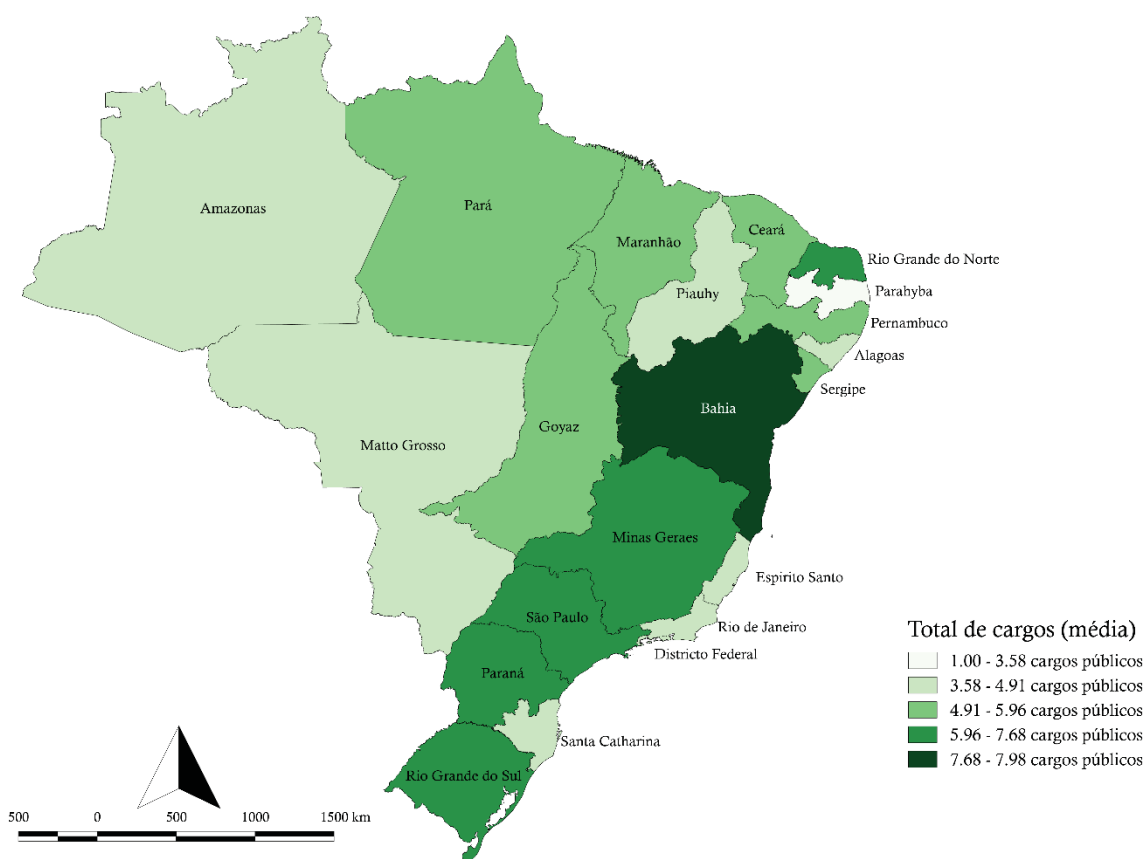 Amazonas
Pará
Maranhão
Ceará
Rio Grande do Norte
Piauhy
Parahyba
Pernambuco
Alagoas
Sergipe
Bahia
Goyaz
Matto Grosso
Minas Geraes
Espirito Santo
São Paulo
Rio de Janeiro
Districto Federal
Paraná
Santa Catharina
Rio Grande do Sul
Total de cargos (média)
1.00 - 3.58 cargos públicos
3.58 - 4.91 cargos públicos
4.91 - 5.96 cargos públicos
5.96 - 7.68 cargos públicos
7.68 - 7.98 cargos públicos
500 0 500 1000 1500 km